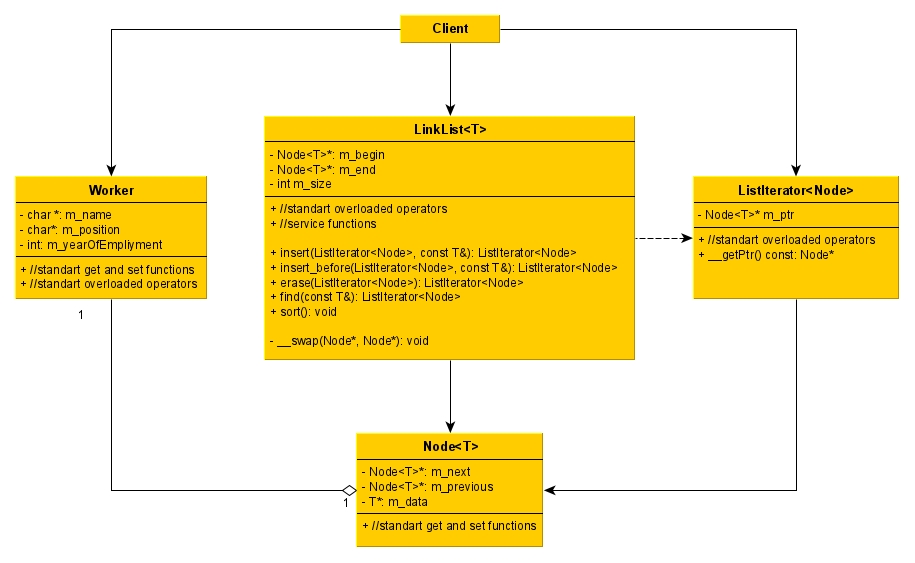 Client
LinkList<T>
- Node<T>*: m_begin
- Node<T>*: m_end
- int m_size
+ //standart overloaded operators
+ //service functions
+ insert(ListIterator<Node>, const T&): ListIterator<Node>
+ insert_before(ListIterator<Node>, const T&): ListIterator<Node>
+ erase(ListIterator<Node>): ListIterator<Node>
+ find(const T&): ListIterator<Node>
+ sort(): void
- __swap(Node*, Node*): void
Worker
- char *: m_name
- char*: m_position
- int: m_yearOfEmpliyment
+ //standart get and set functions
+ //standart overloaded operators
1
ListIterator<Node>
- Node<T>* m_ptr
+ //standart overloaded operators
+ __getPtr() const: Node*
Node<T>
- Node<T>*: m_next
- Node<T>*: m_previous
- T*: m_data
+ //standart get and set functions
1